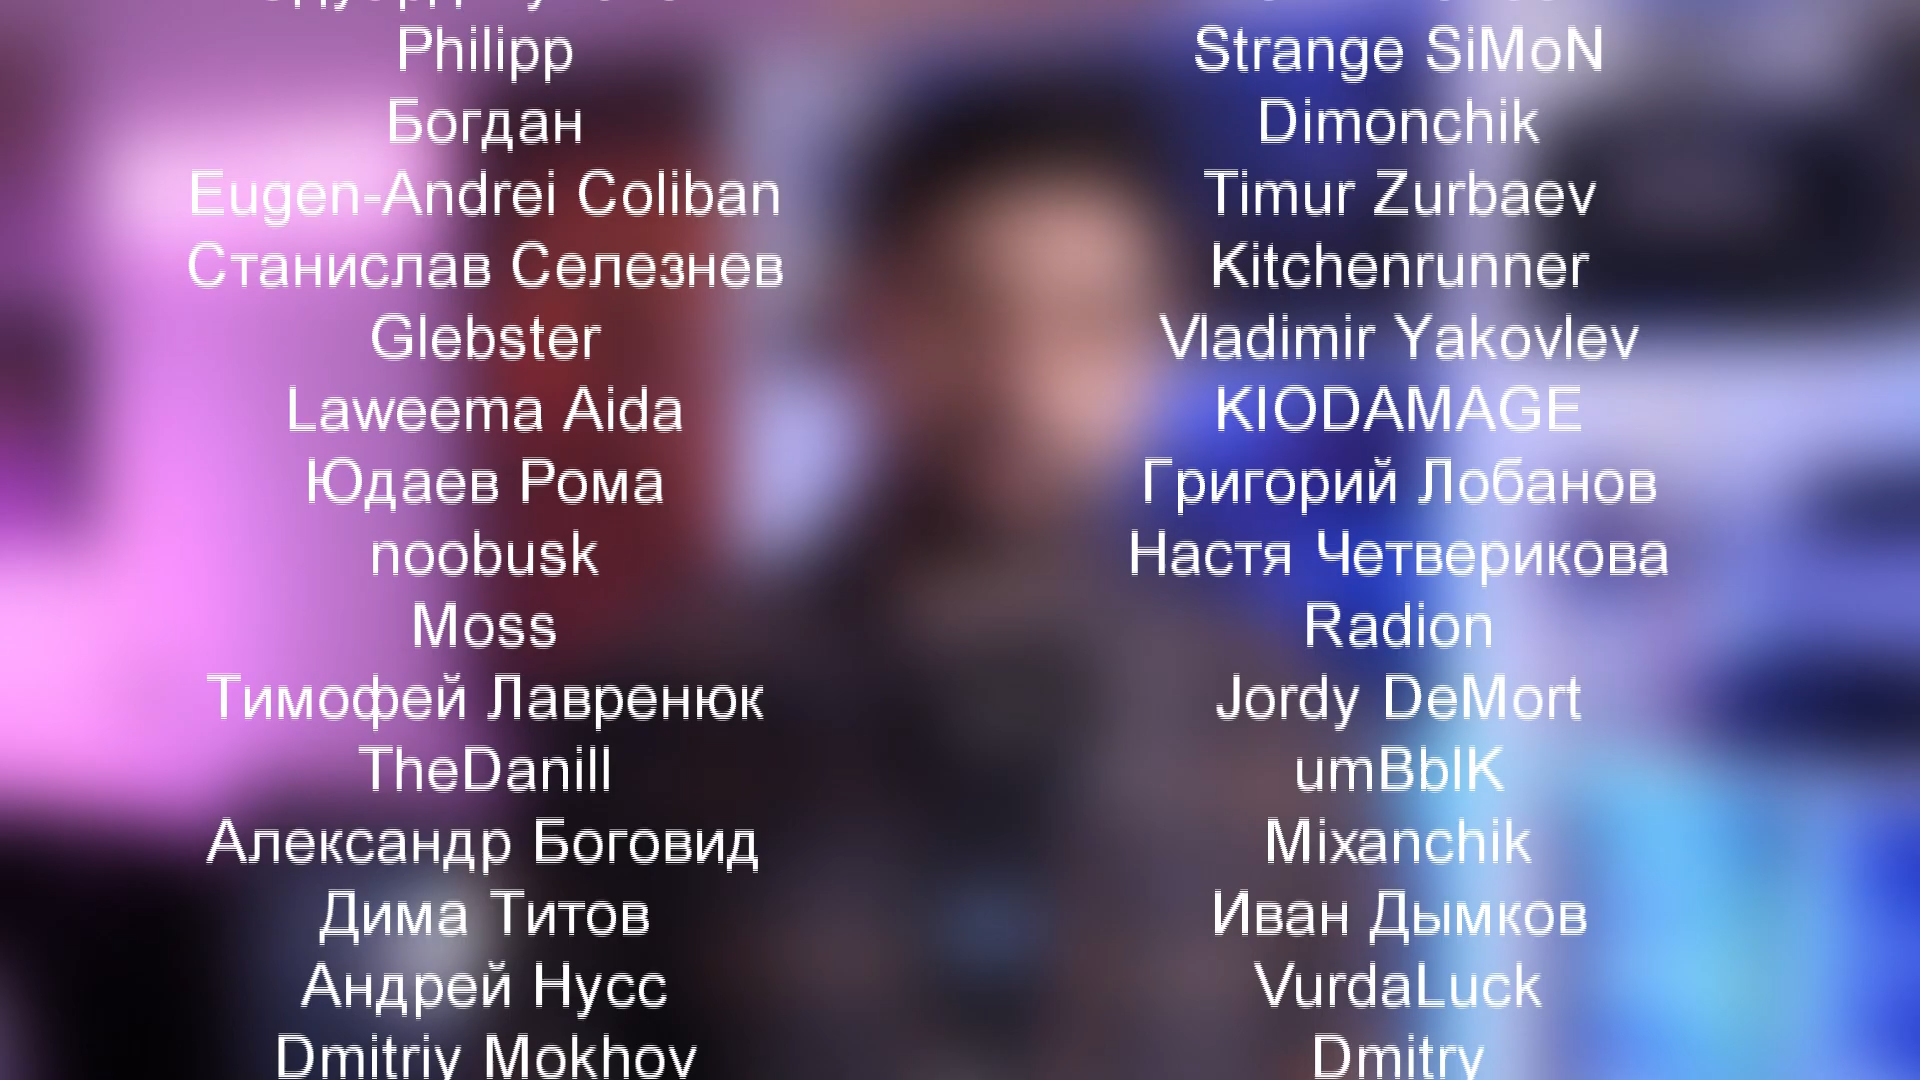 Philipp
Богдан
Eugen-Andrei Coliban
Станислав Селезнев
Glebster
Laweema Aida
Юдаев Рома
noobusk
Moss
Тимофей Лавренюк
TheDanill
Александр Боговид
Дима Титов
Андрей Нусс
Dmitriy Mokhov
Strange SiMoN
Dimonchik
Timur Zurbaev
Kitchenrunner
Vladimir Yakovlev
KIODAMAGE
Григорий Лобанов
Настя Четверикова
Radion
Jordy DeMort
umBblK
Mixanchik
Иван Дымков
VurdaLuck
Dmitry